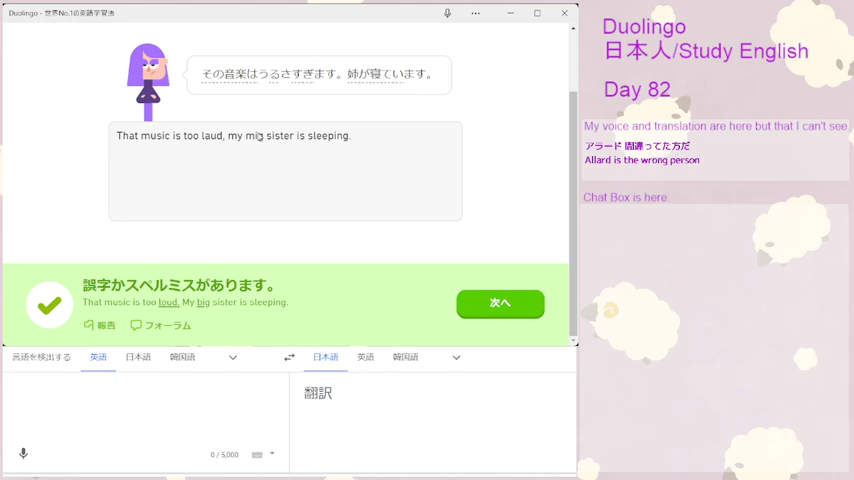 Duolingo - 世界No.1の英語学習法
その音楽はうるさすぎます。姉が寝ています。
That music is too laud, my mig sister is sleeping.
誤字かスペルミスがあります。
That music is too loud. My big sister is sleeping.
報告
フォーラム
次へ
言語を検出する
英語
日本語
韓国語
日本語
英語
韓国語
翻訳
0 / 5,000
Duolingo
日本人/Study English
Day 82
My voice and translation are here but that I can't see
アラード 間違ってた方だ
Allard is the wrong person
Chat Box is here.